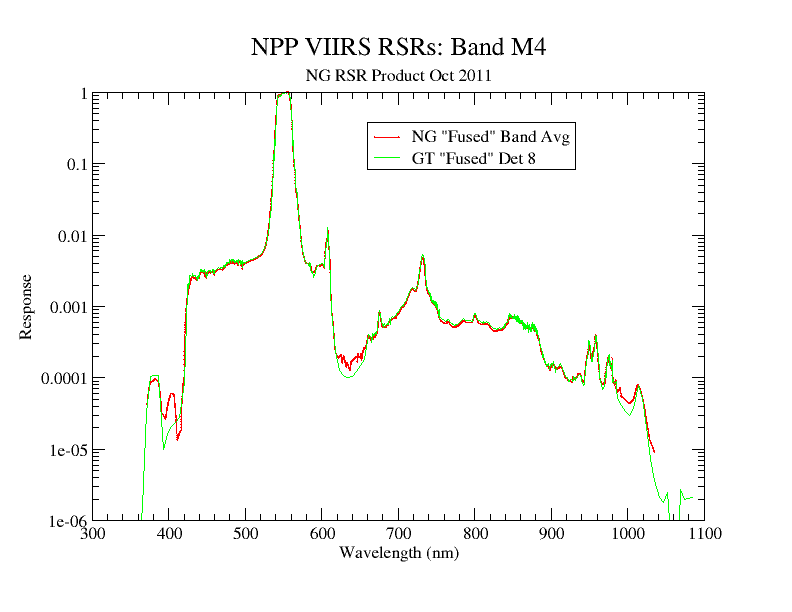 NPP VIIRS RSRs: Band M4
NG RSR Product Oct 2011
NG "Fused" Band Avg
GT "Fused" Det 8
Response
1
0.1
0.01
0.001
0.0001
1e-05
1e-06
300 400 500 600 700 800 900 1000 1100
Wavelength (nm)